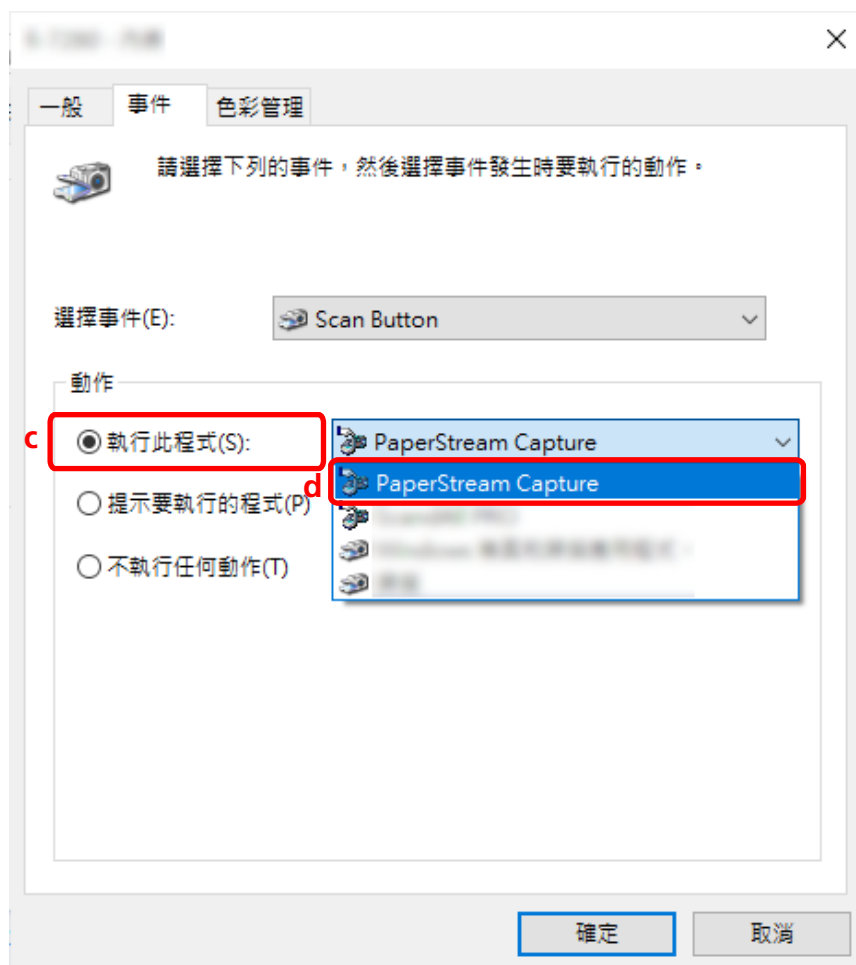 一般 事件 色彩管理
請選擇下列的事件，然後選擇事件發生時要執行的動作。
選擇事件(E): Scan Button
動作
c 執行此程式(S): PaperStream Capture
d PaperStream Capture
提示要執行的程式(P)
不執行任何動作(T)
確定 取消